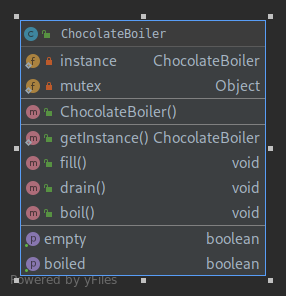 ChocolateBoiler
instance ChocolateBoiler
mutex Object
ChocolateBoiler()
getInstance() ChocolateBoiler
fill() void
drain() void
boil() void
empty boolean
boiled boolean
Powered by yFiles